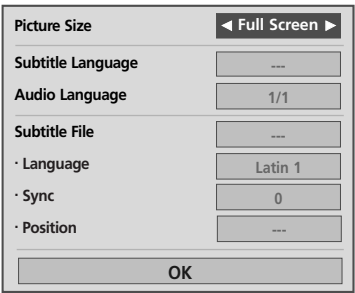 Picture Size ◀ Full Screen ▶
Subtitle Language ---
Audio Language 1/1
Subtitle File ---
· Language Latin 1
· Sync 0
· Position ---
OK